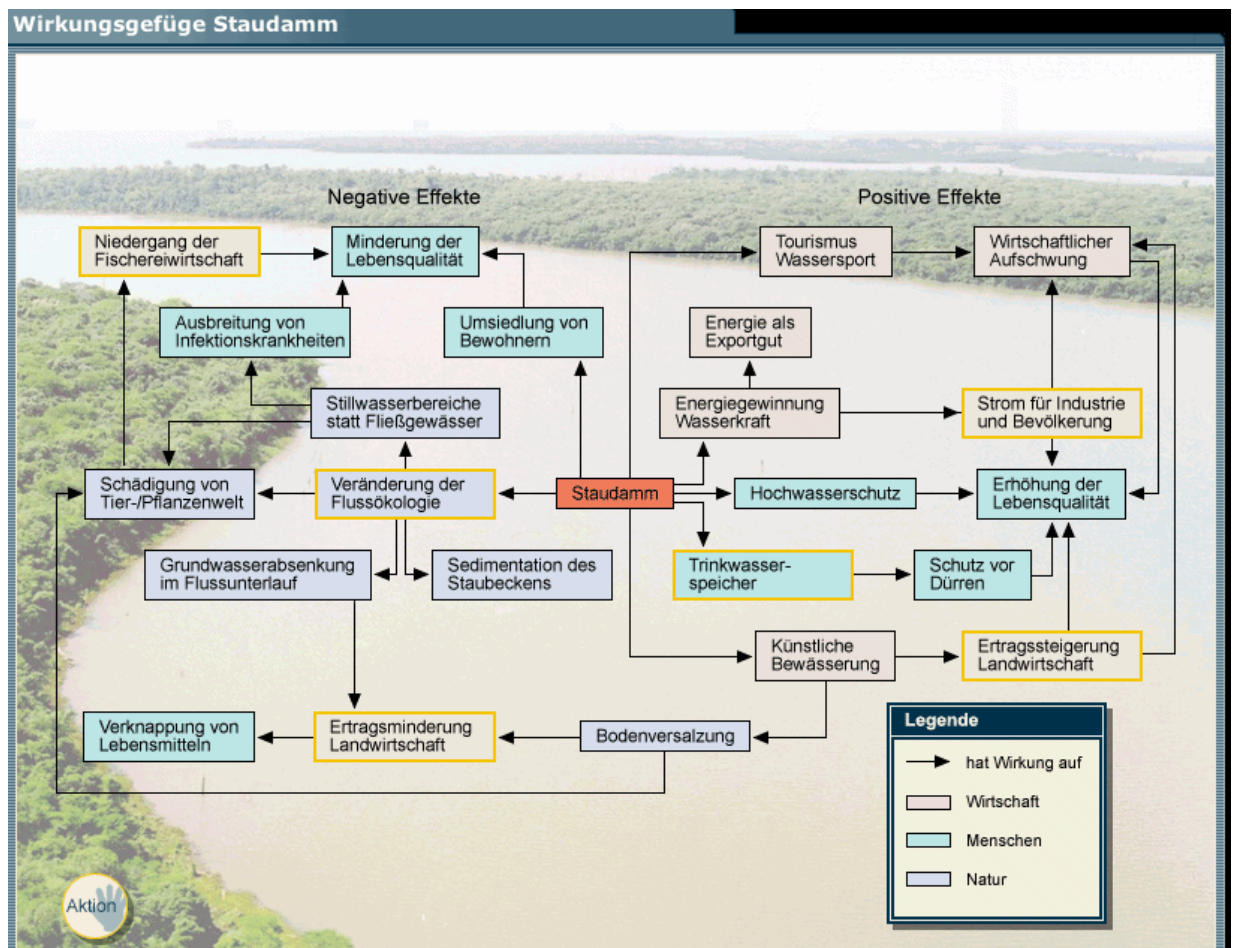 Wirkungsgefüge Staudamm
Negative Effekte
Positive Effekte
Niedergang der
Fischereiwirtschaft
Minderung der
Lebensqualität
Tourismus
Wassersport
Wirtschaftlicher
Aufschwung
Ausbreitung von
Infektionskrankheiten
Umsiedlung von
Bewohnern
Energie als
Exportgut
Stillwasserbereiche
statt Fließgewässer
Energiegewinnung
Wasserkraft
Strom für Industrie
und Bevölkerung
Schädigung von
Tier-/Pflanzenwelt
Veränderung der
Flussökologie
Staudamm
Hochwasserschutz
Erhöhung der
Lebensqualität
Grundwasserabsenkung
im Flussunterlauf
Sedimentation des
Staubeckens
Trinkwasser-
speicher
Schutz vor
Dürren
Künstliche
Bewässerung
Ertragssteigerung
Landwirtschaft
Verknappung von
Lebensmitteln
Ertragsminderung
Landwirtschaft
Bodenversalzung
Legende
hat Wirkung auf
Wirtschaft
Menschen
Natur
Aktion